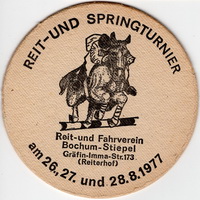 REIT-UND SPRINGTURNIER
Reit-und Fahrverein
Bochum-Stiepel
Gräfin-Imma-Str.173
(Reiterhof)
am 26, 27. und 28.8.1977